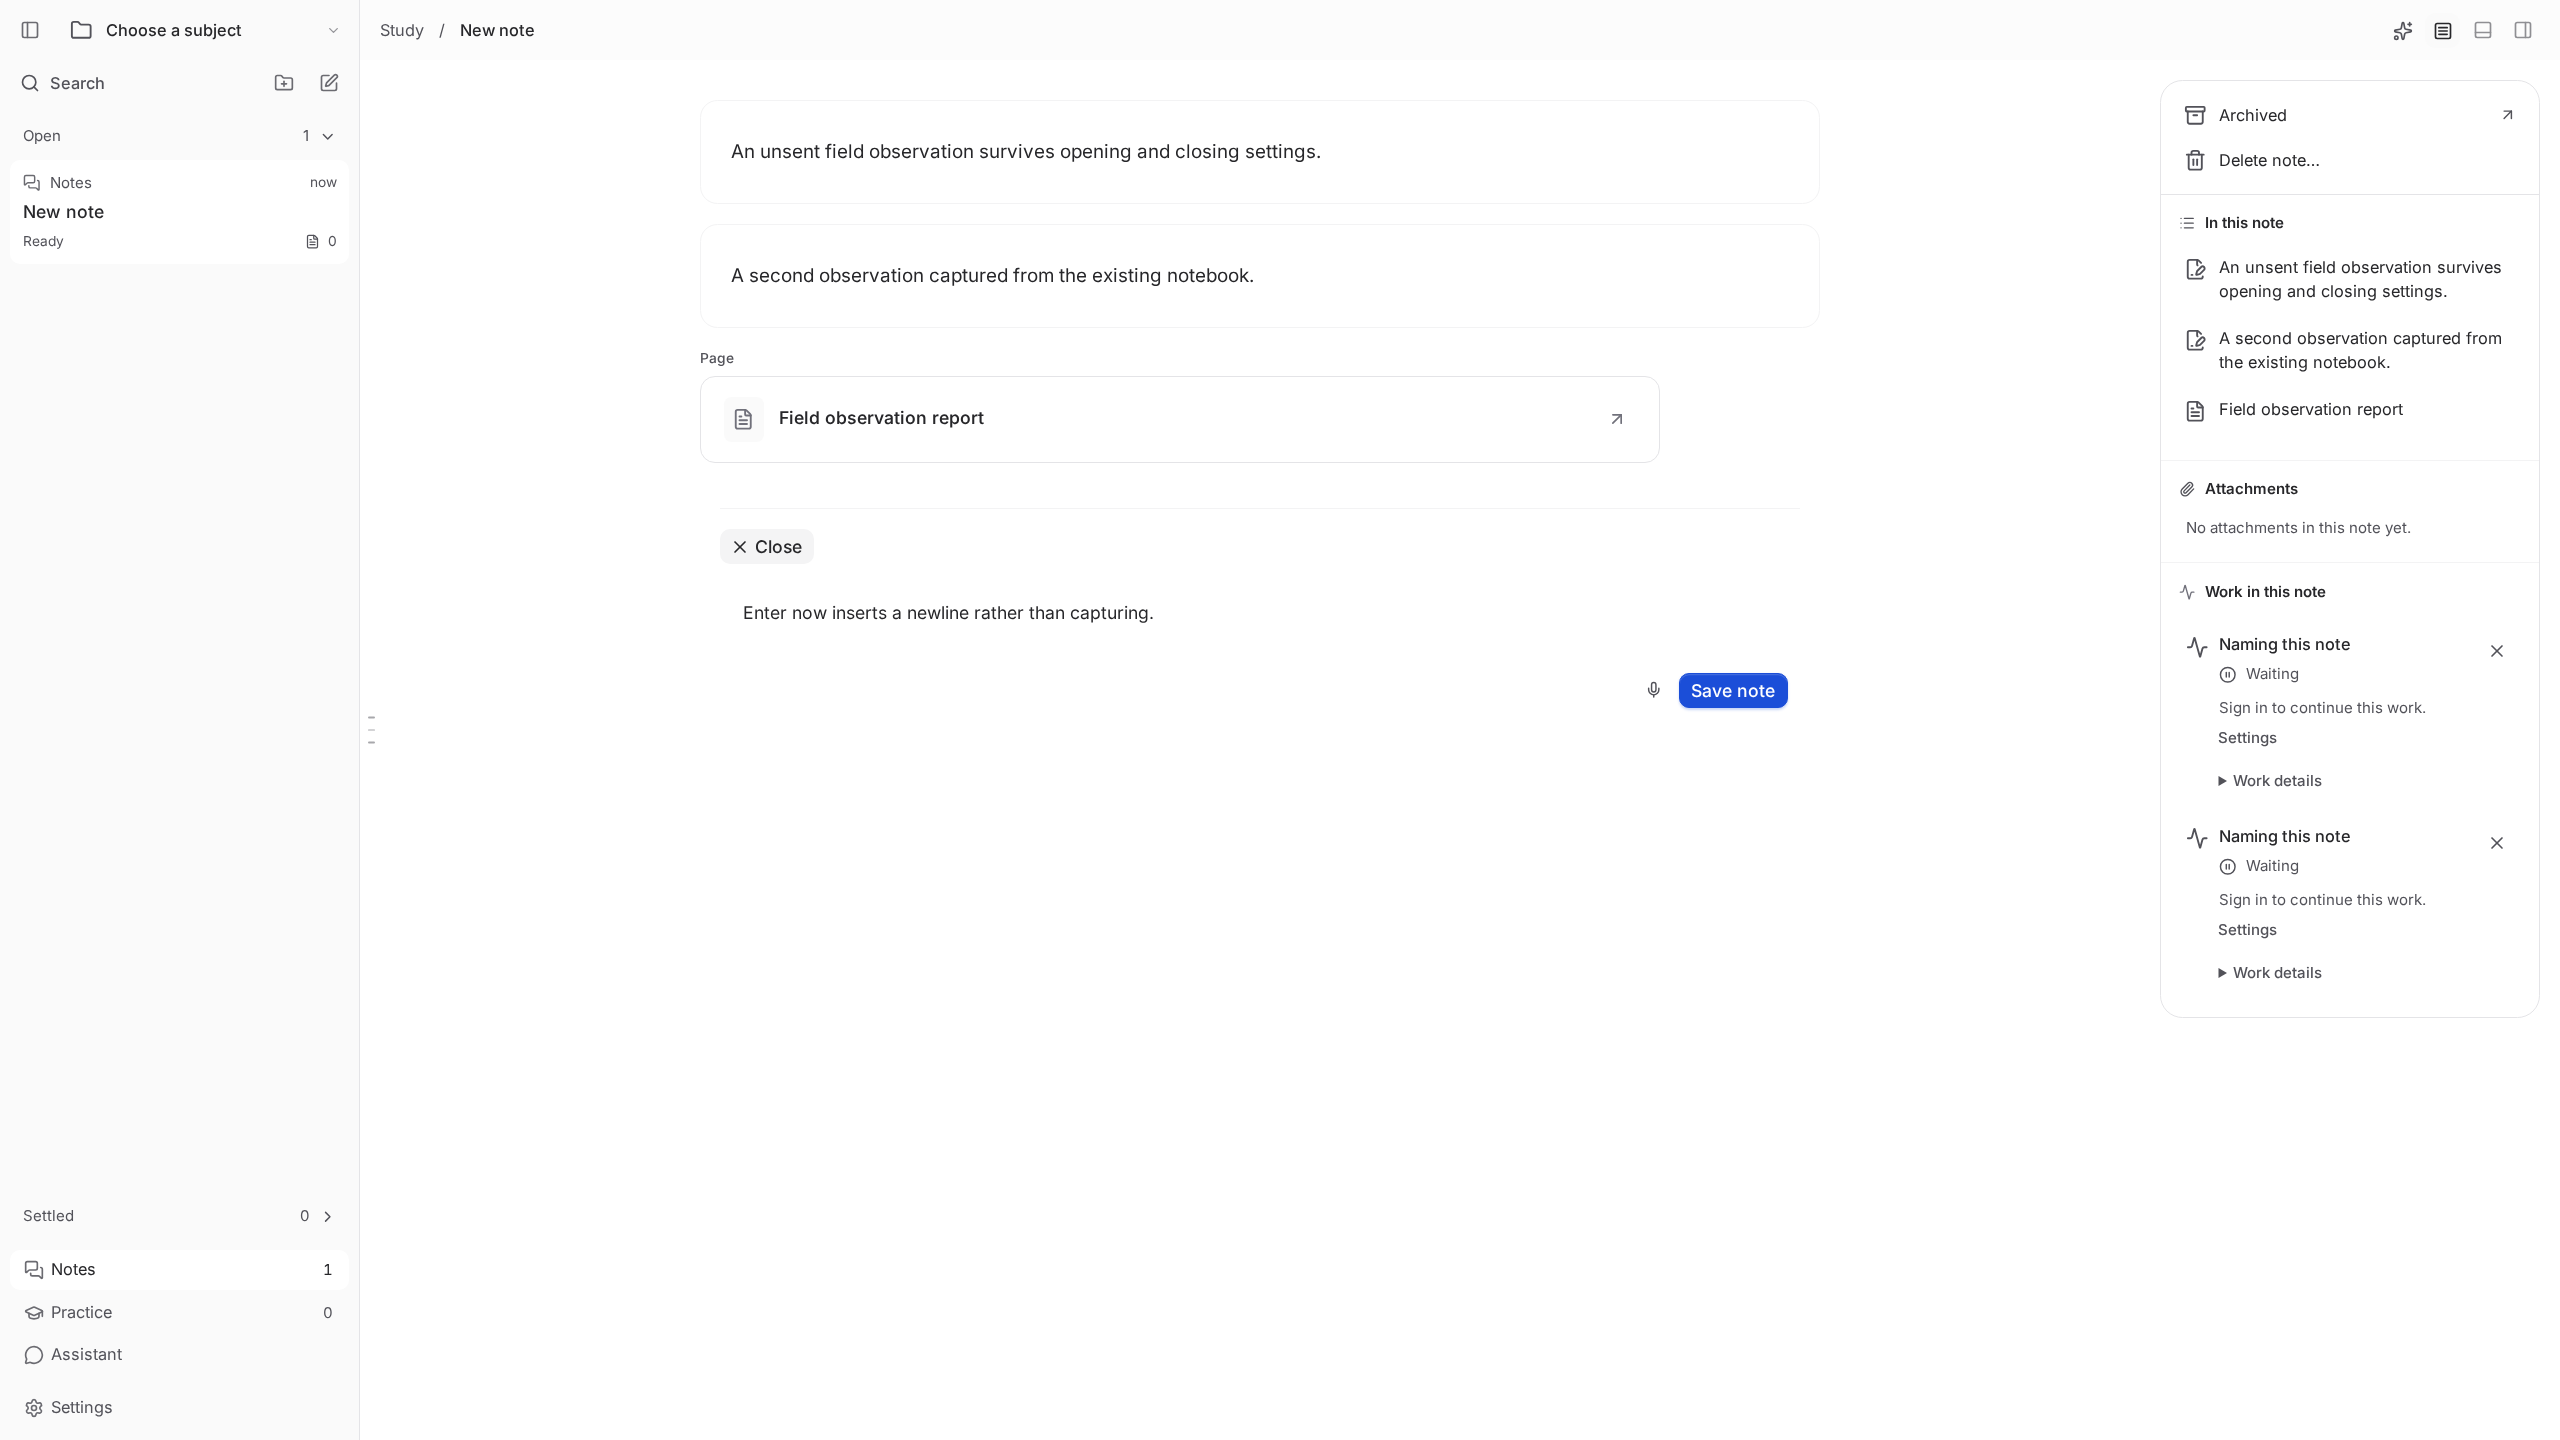 Choose a subject
Search
Open 1
Notes now
New note
Ready 0
Settled 0
Notes 1
Practice 0
Assistant
Settings
Study / New note
An unsent field observation survives opening and closing settings.
A second observation captured from the existing notebook.
Page
Field observation report
Close
Enter now inserts a newline rather than capturing.
Save note
Archived
Delete note...
In this note
An unsent field observation survives
opening and closing settings.
A second observation captured from
the existing notebook.
Field observation report
Attachments
No attachments in this note yet.
Work in this note
Naming this note
Waiting
Sign in to continue this work.
Settings
Work details
Naming this note
Waiting
Sign in to continue this work.
Settings
Work details